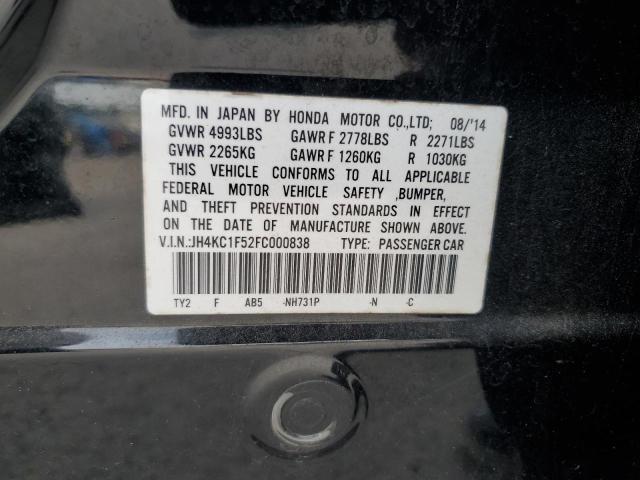 MFD. IN JAPAN BY HONDA MOTOR CO.,LTD; 08/'14
GVWR 4993LBS GAWR F 2778LBS R 2271LBS
GVWR 2265KG GAWR F 1260KG R 1030KG
THIS VEHICLE CONFORMS TO ALL APPLICABLE
FEDERAL MOTOR VEHICLE SAFETY ,BUMPER,
AND THEFT PREVENTION STANDARDS IN EFFECT
ON THE DATE OF MANUFACTURE SHOWN ABOVE.
V.I.N.:JH4KC1F52FC000838 TYPE: PASSENGER CAR
TY2 F AB5 -NH731P -N -C